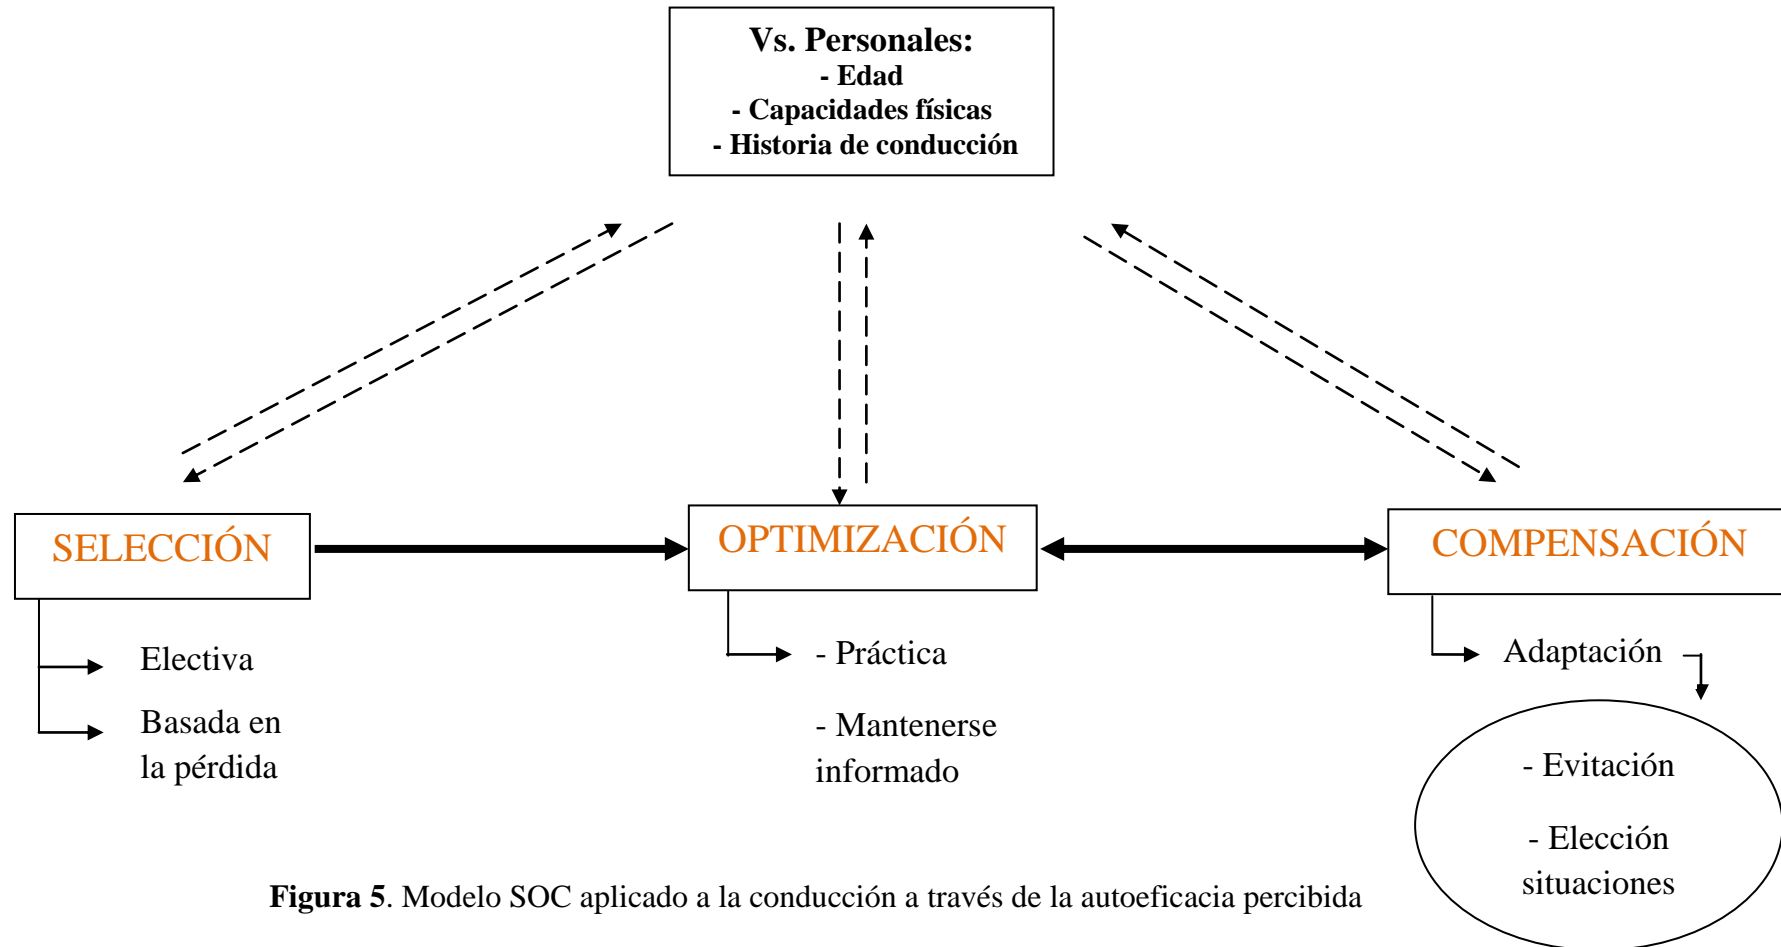 Vs. Personales:
- Edad
- Capacidades físicas
- Historia de conducción
SELECCIÓN
OPTIMIZACIÓN
COMPENSACIÓN
Electiva
Basada en
la pérdida
- Práctica
- Mantenerse
informado
Adaptación
- Evitación
- Elección
situaciones
Figura 5. Modelo SOC aplicado a la conducción a través de la autoeficacia percibida